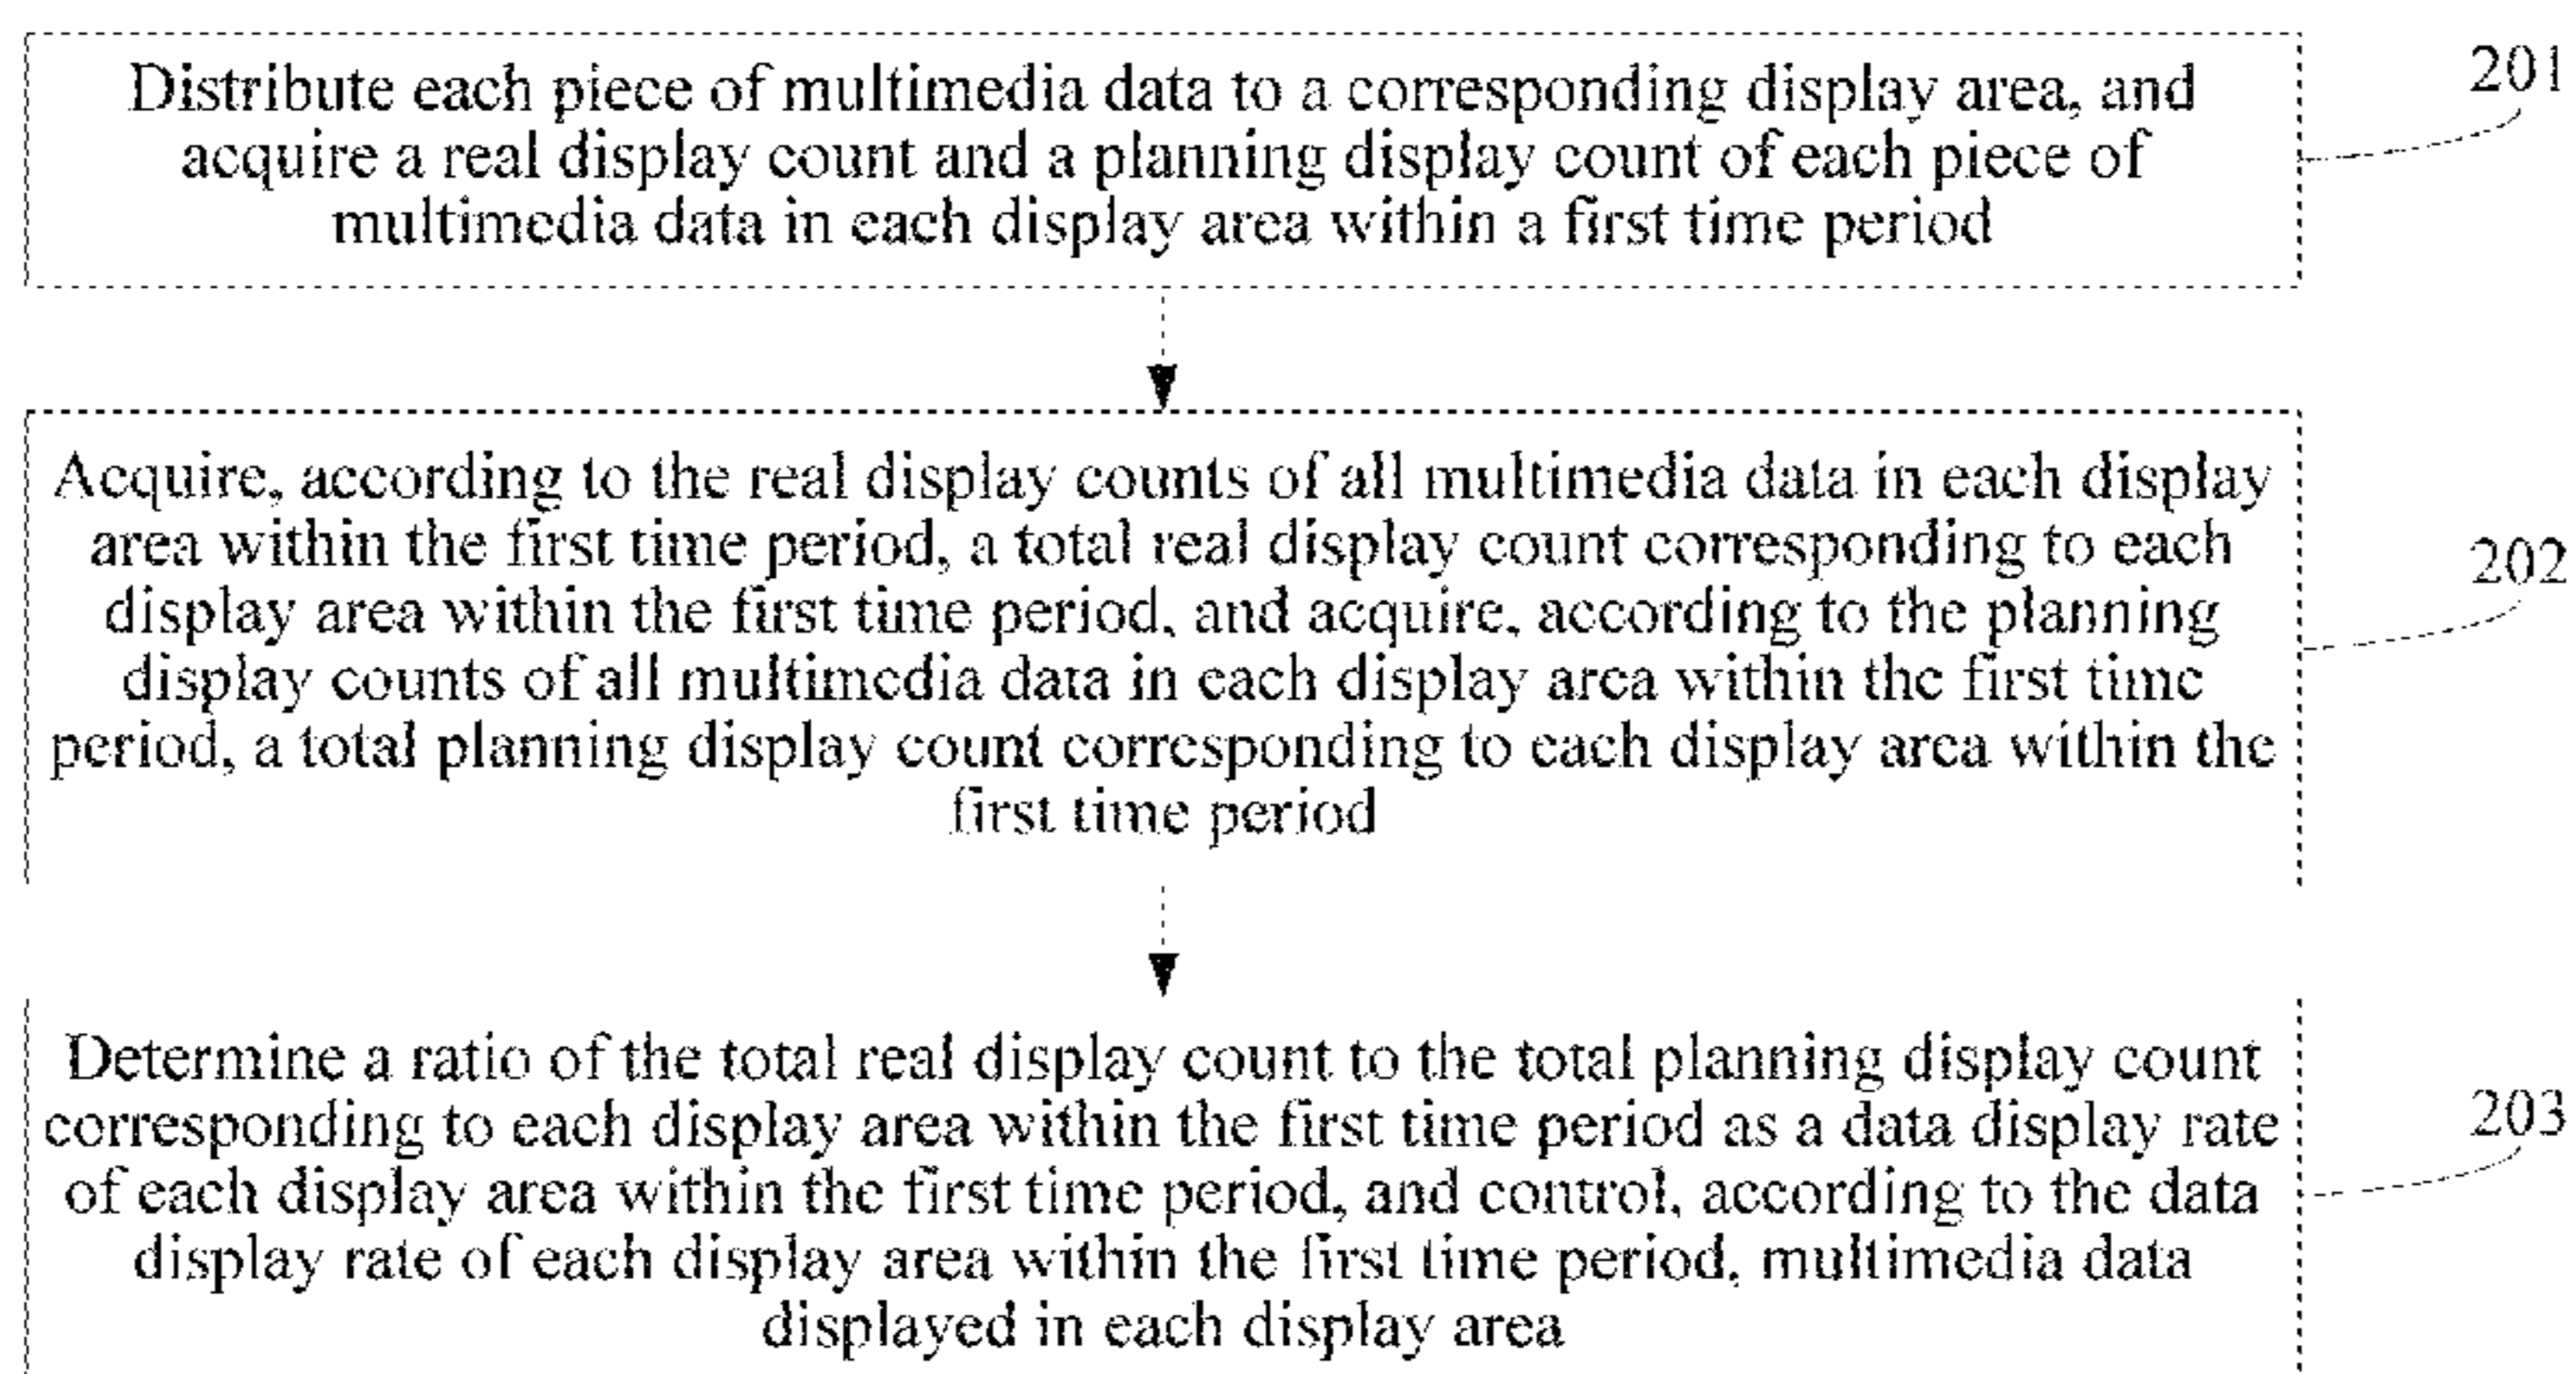 Distribute each piece of multimedia data to a corresponding display area, and
acquire a real display count and a planning display count of each piece of
multimedia data in each display area within a first time period
201
Acquire, according to the real display counts of all multimedia data in each display
area within the first time period, a total real display count corresponding to each
display area within the first time period, and acquire, according to the planning
display counts of all multimedia data in each display area within the first time
period, a total planning display count corresponding to each display area within the
first time period
202
Determine a ratio of the total real display count to the total planning display count
corresponding to each display area within the first time period as a data display rate
of each display area within the first time period, and control, according to the data
display rate of each display area within the first time period, multimedia data
displayed in each display area
203